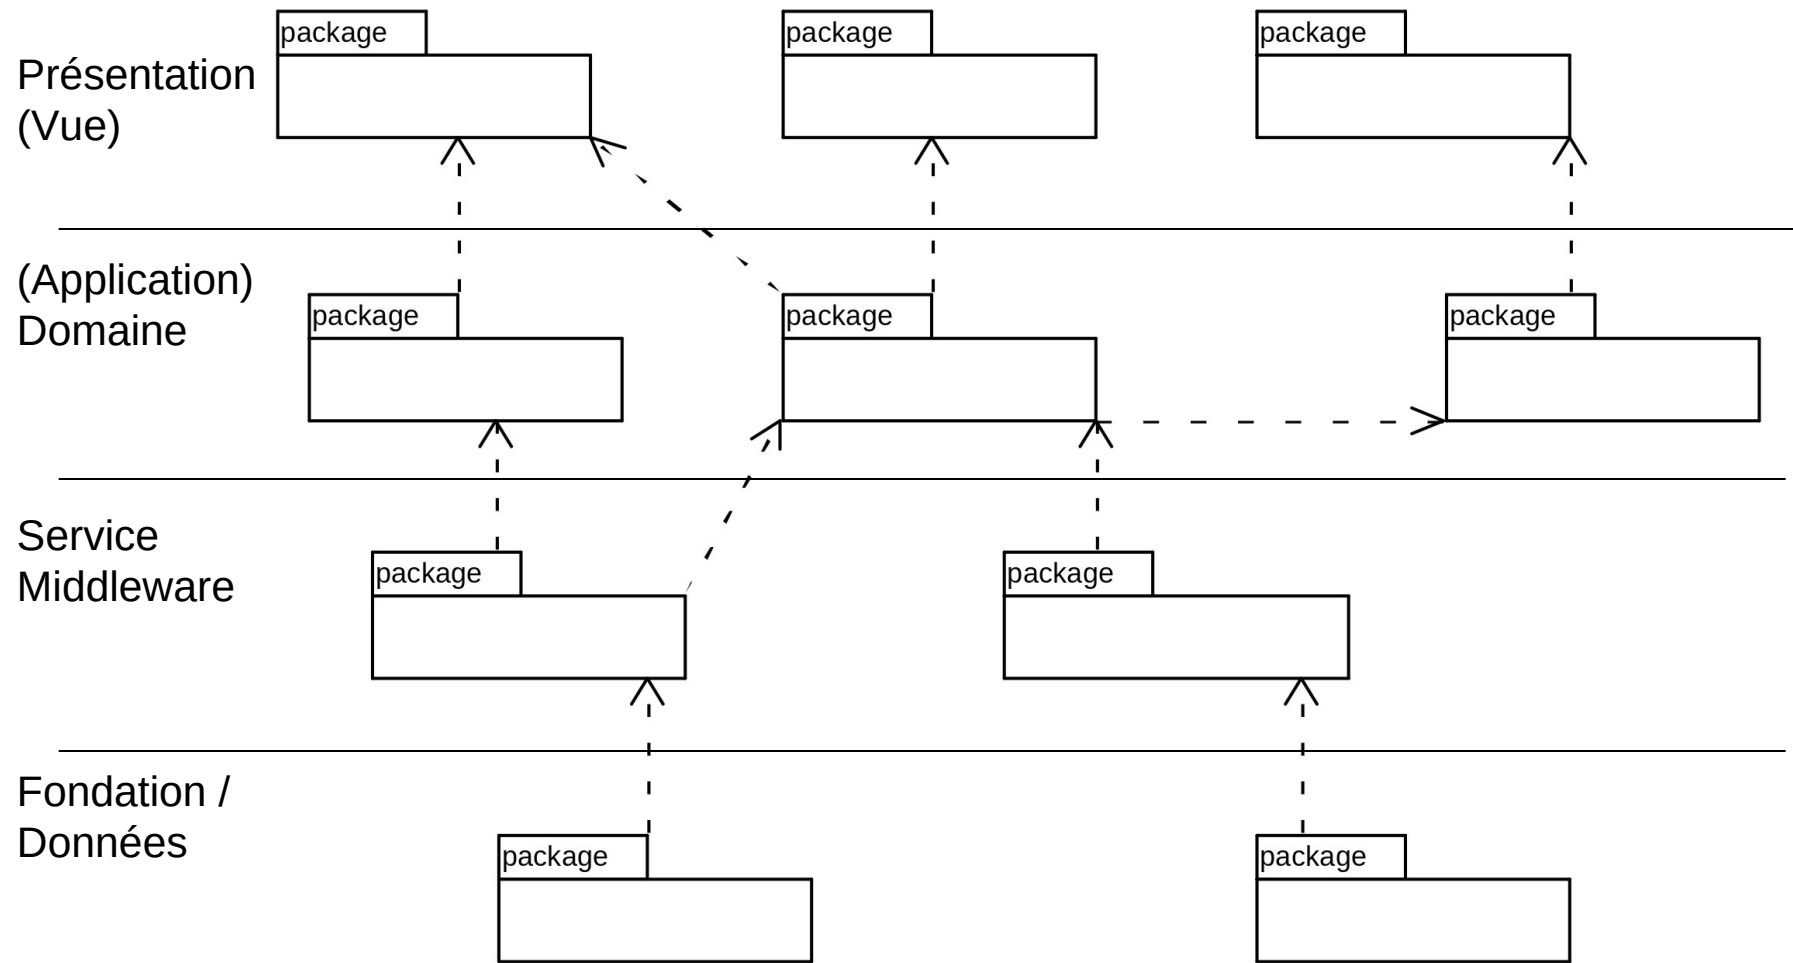 package
package
package
Présentation
(Vue)
(Application)
Domaine
package
package
package
Service
Middleware
package
package
Fondation /
Données
package
package